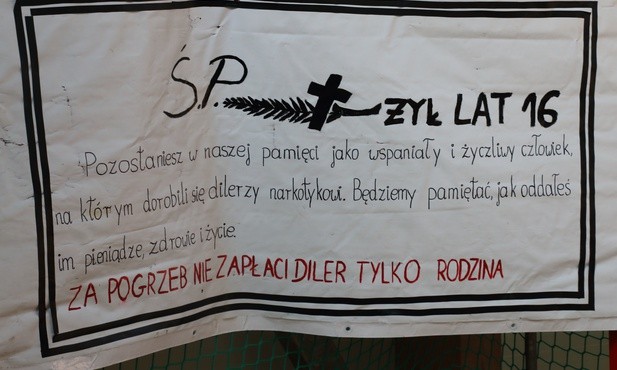 Ś.P. ŻYŁ LAT 16
Pozostaniesz w naszej pamięci jako wspaniały i życzliwy człowiek,
na którym dorobili się dilerzy narkotykowi. Będziemy pamiętać, jak oddałeś
im pieniądze, zdrowie i życie.
ZA POGRZEB NIE ZAPŁACI DILER TYLKO RODZINA